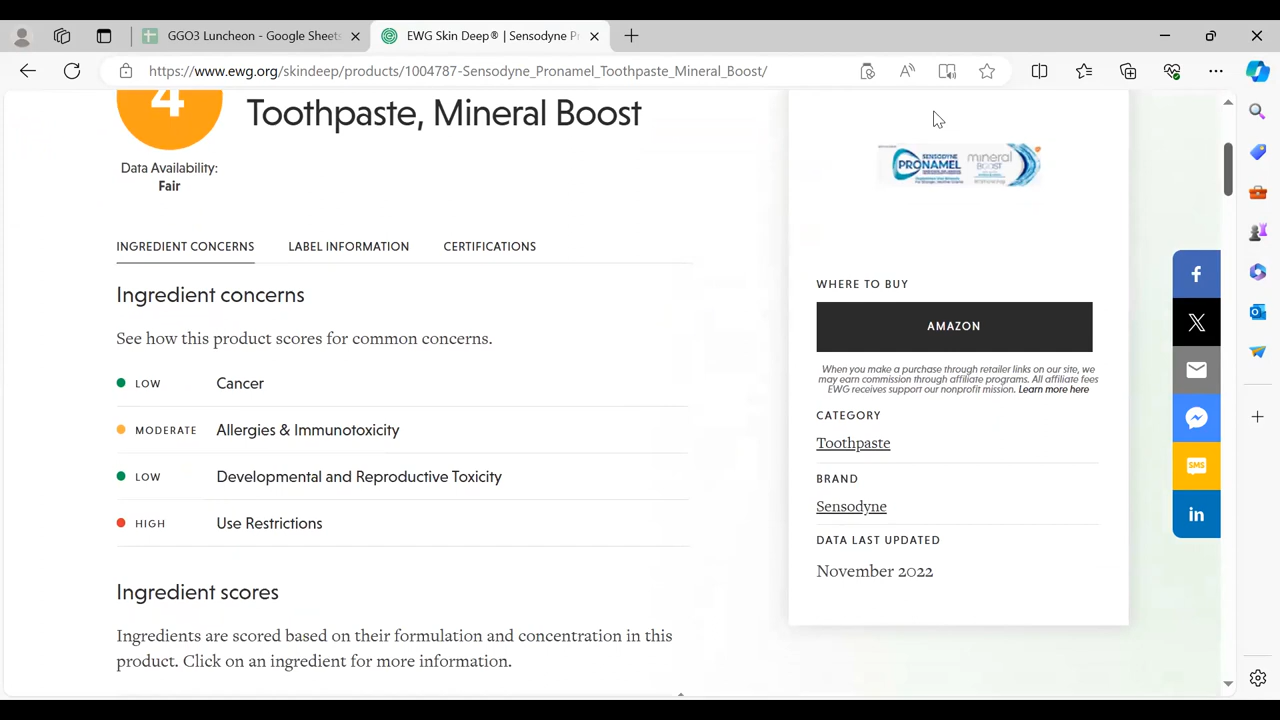 GGO3 Luncheon - Google Sheets
EWG Skin Deep® | Sensodyne Pr
https://www.ewg.org/skindeep/products/1004787-Sensodyne_Pronamel_Toothpaste_Mineral_Boost/
4
Toothpaste, Mineral Boost
Data Availability:
Fair
INGREDIENT CONCERNS
LABEL INFORMATION
CERTIFICATIONS
Ingredient concerns
See how this product scores for common concerns.
LOW Cancer
MODERATE Allergies & Immunotoxicity
LOW Developmental and Reproductive Toxicity
HIGH Use Restrictions
Ingredient scores
Ingredients are scored based on their formulation and concentration in this
product. Click on an ingredient for more information.
SENSODYNE
PRONAMEL
mineral
BOOST
WHERE TO BUY
AMAZON
When you make a purchase through retailer links on our site, we
may earn commission through affiliate programs. All affiliate fees
EWG receives support our nonprofit mission. Learn more here
CATEGORY
Toothpaste
BRAND
Sensodyne
DATA LAST UPDATED
November 2022
SMS